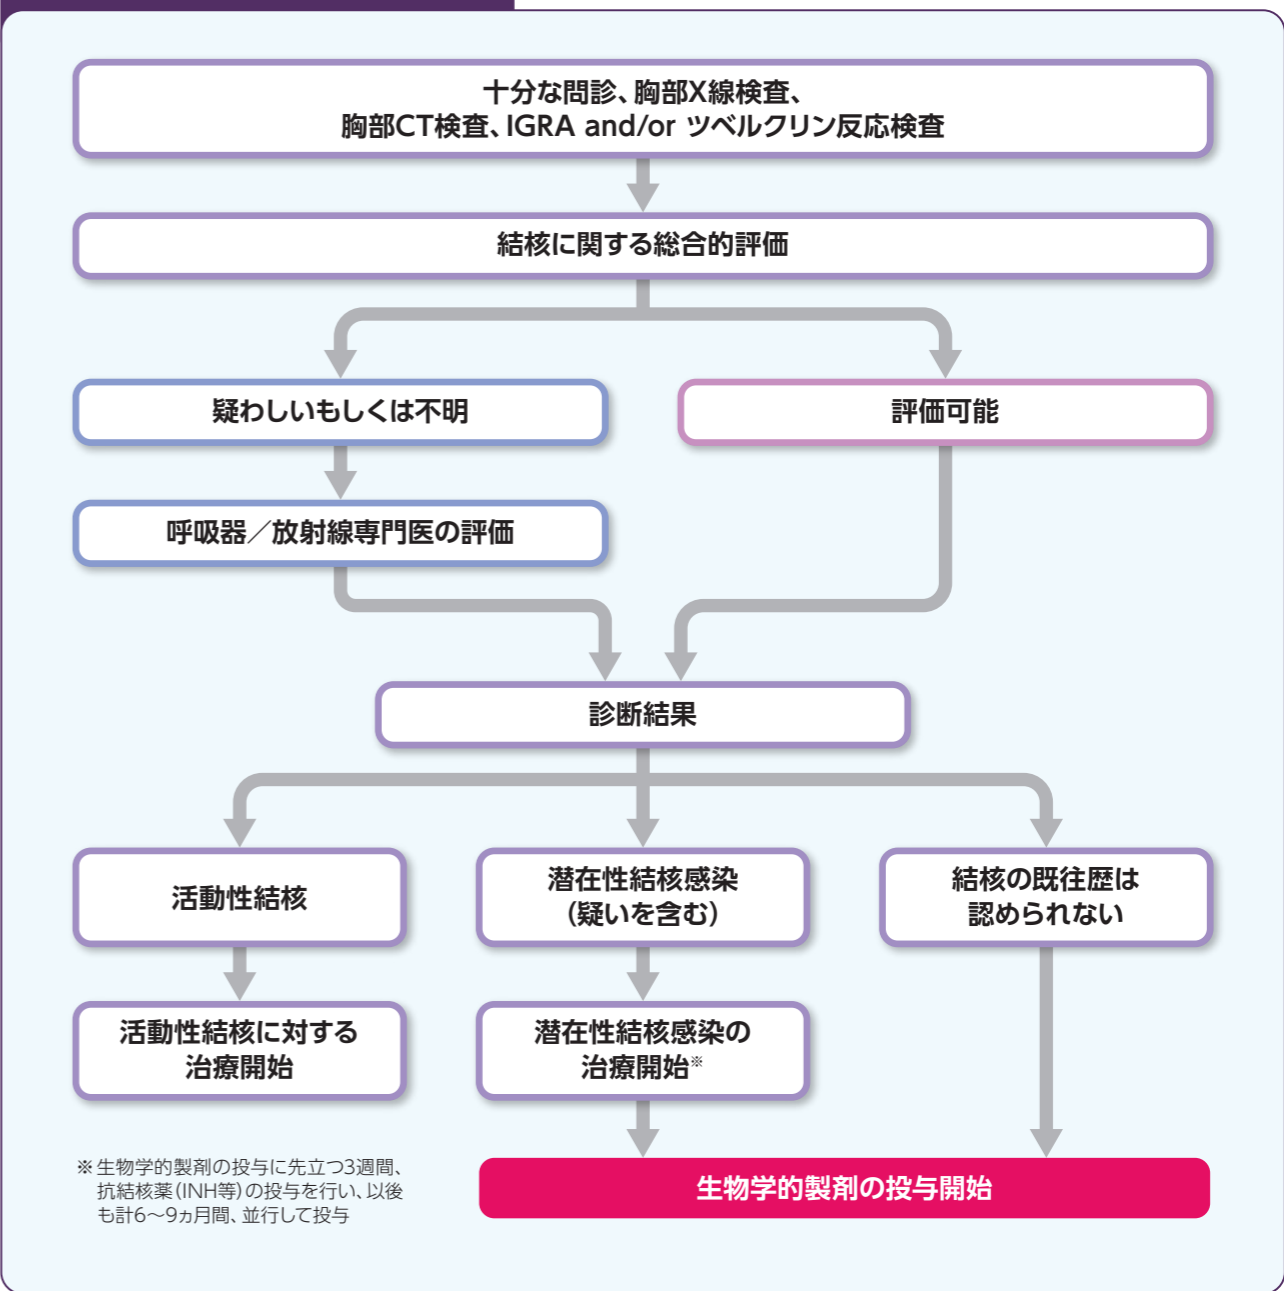 十分な問診、胸部X線検査、
胸部CT検査、IGRA and/or ツベルクリン反応検査
結核に関する総合的評価
疑わしいもしくは不明
評価可能
呼吸器／放射線専門医の評価
診断結果
活動性結核
潜在性結核感染
（疑いを含む）
結核の既往歴は
認められない
活動性結核に対する
治療開始
潜在性結核感染の
治療開始※
※生物学的製剤の投与に先立つ3週間、
抗結核薬（INH等）の投与を行い、以後
も計6～9ヵ月間、並行して投与
生物学的製剤の投与開始